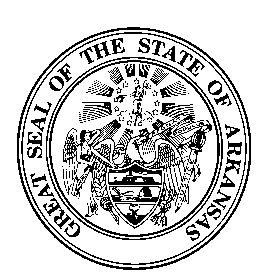 GREAT SEAL OF THE STATE OF ARKANSAS